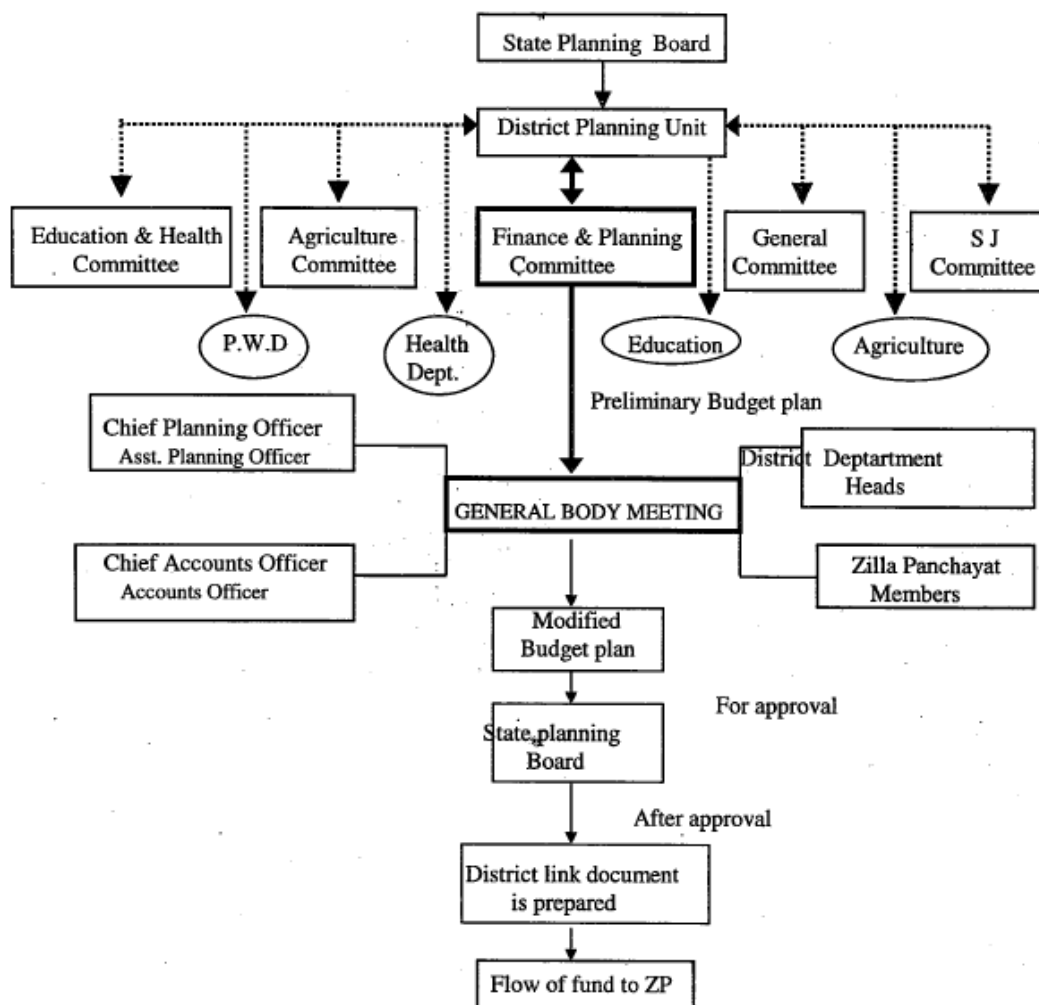 State Planning Board
District Planning Unit
Education & Health
Committee
Agriculture
Committee
Finance & Planning
Committee
General
Committee
S J
Committee
P.W.D
Health
Dept.
Education
Agriculture
Preliminary Budget plan
Chief Planning Officer
Asst. Planning Officer
District Deptartment
Heads
GENERAL BODY MEETING
Chief Accounts Officer
Accounts Officer
Zilla Panchayat
Members
Modified
Budget plan
For approval
State planning
Board
After approval
District link document
is prepared
Flow of fund to ZP